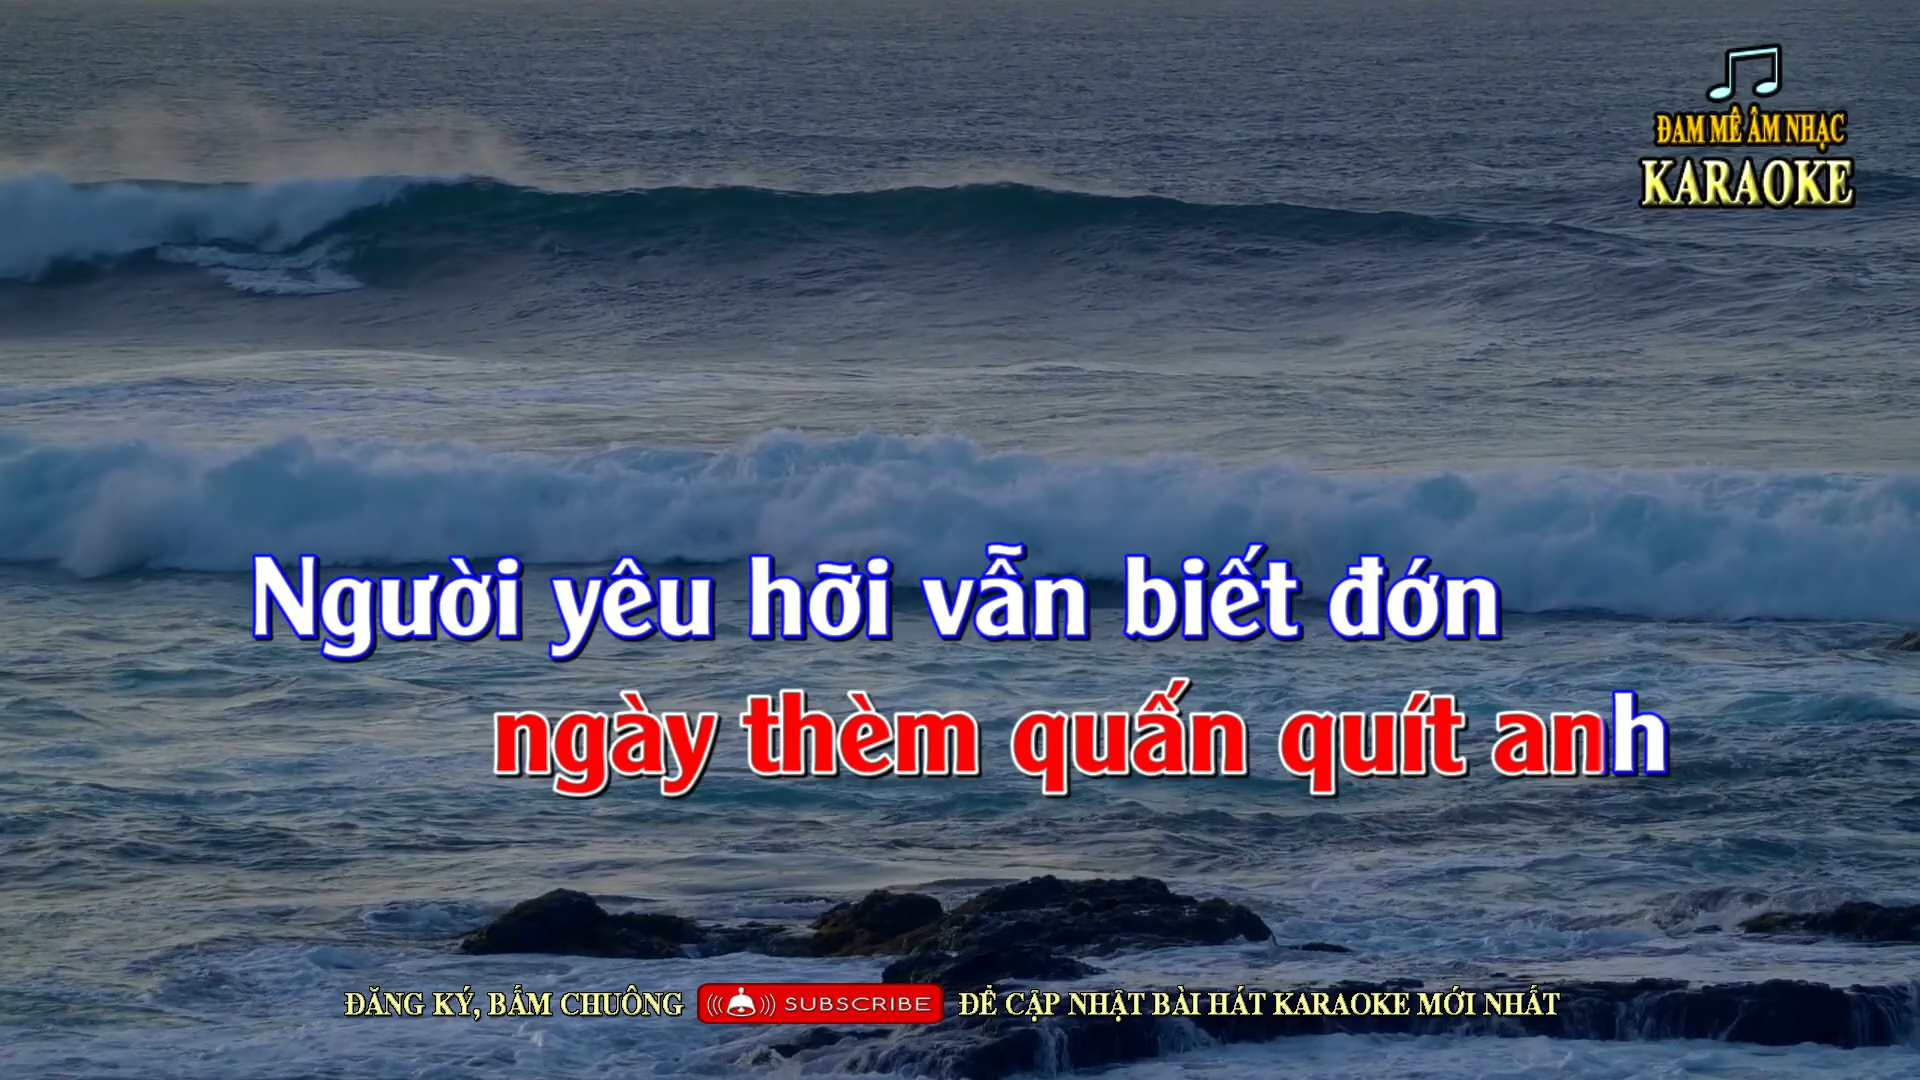 ĐAM MÊ ÂM NHẠC
KARAOKE
Người yêu hỡi vẫn biết đớn
ngày thèm quấn quít anh
ĐĂNG KÝ, BẤM CHUÔNG SUBSCRIBE ĐỂ CẬP NHẬT BÀI HÁT KARAOKE MỚI NHẤT